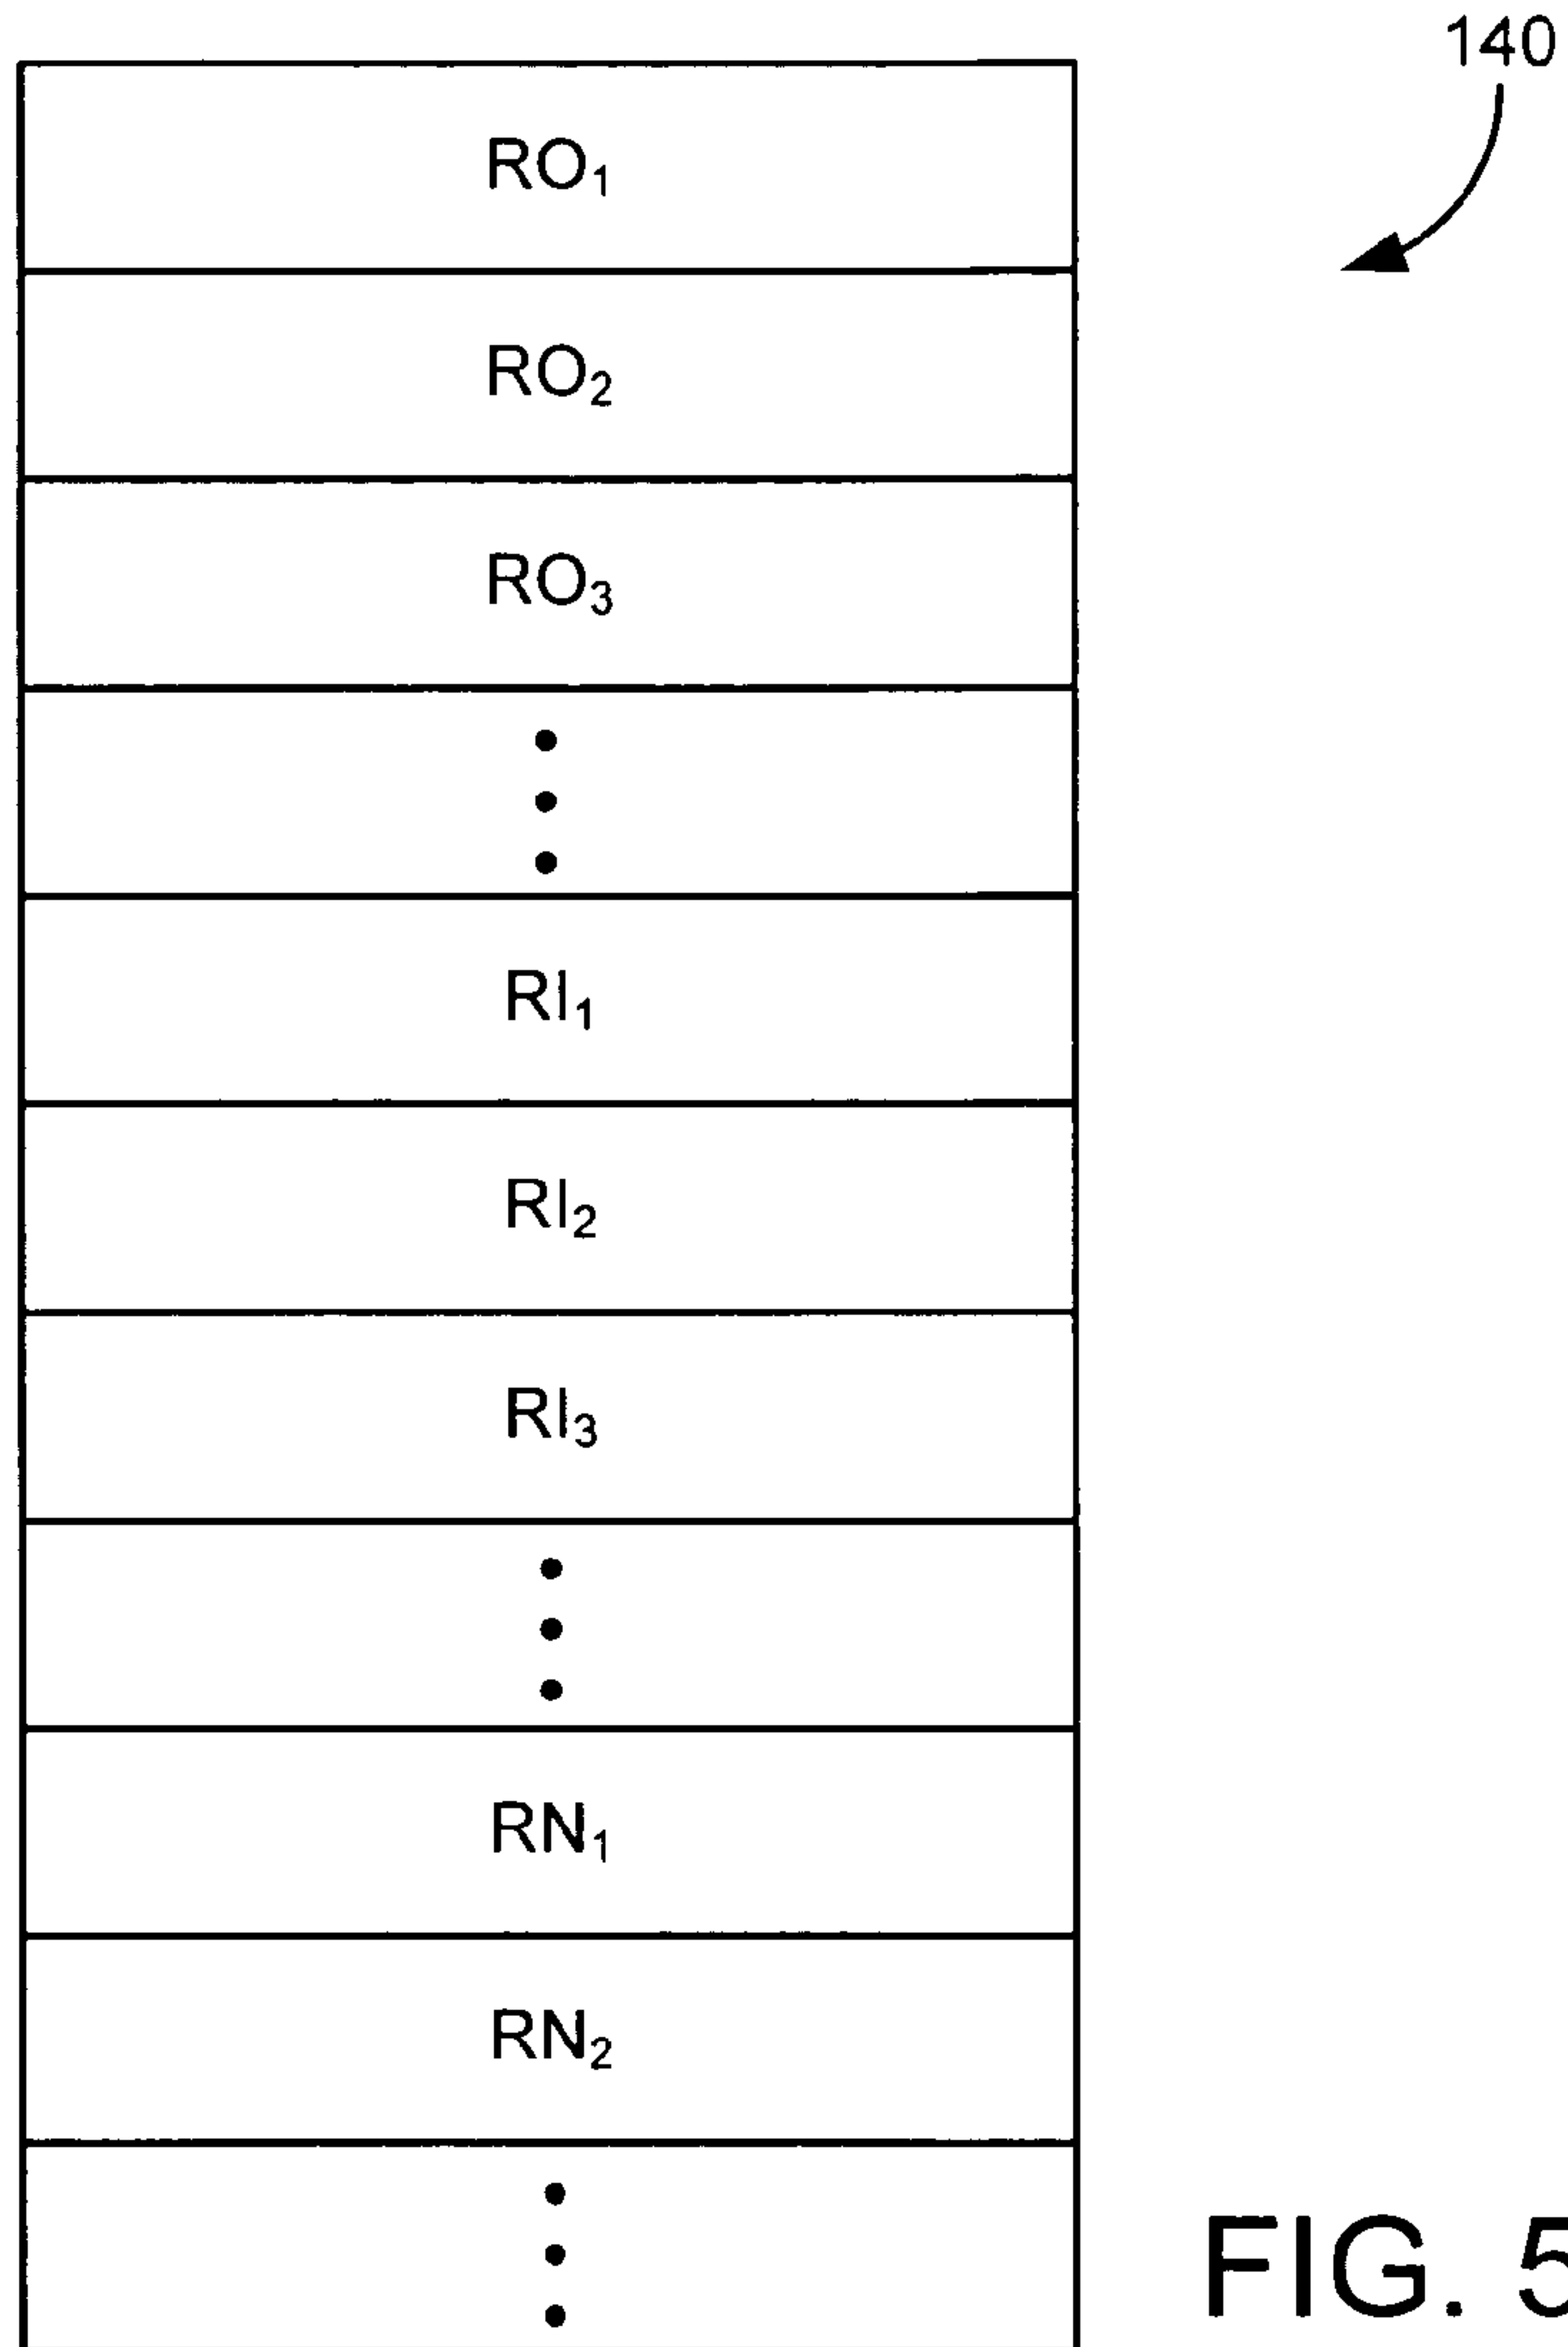 140
RO₁
RO₂
RO₃
RI₁
RI₂
RI₃
RN₁
RN₂
FIG. 5